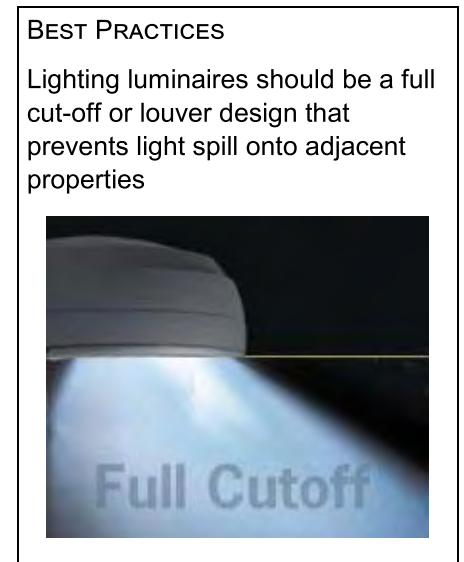 BEST PRACTICES
Lighting luminaires should be a full
cut-off or louver design that
prevents light spill onto adjacent
properties
Full Cutoff